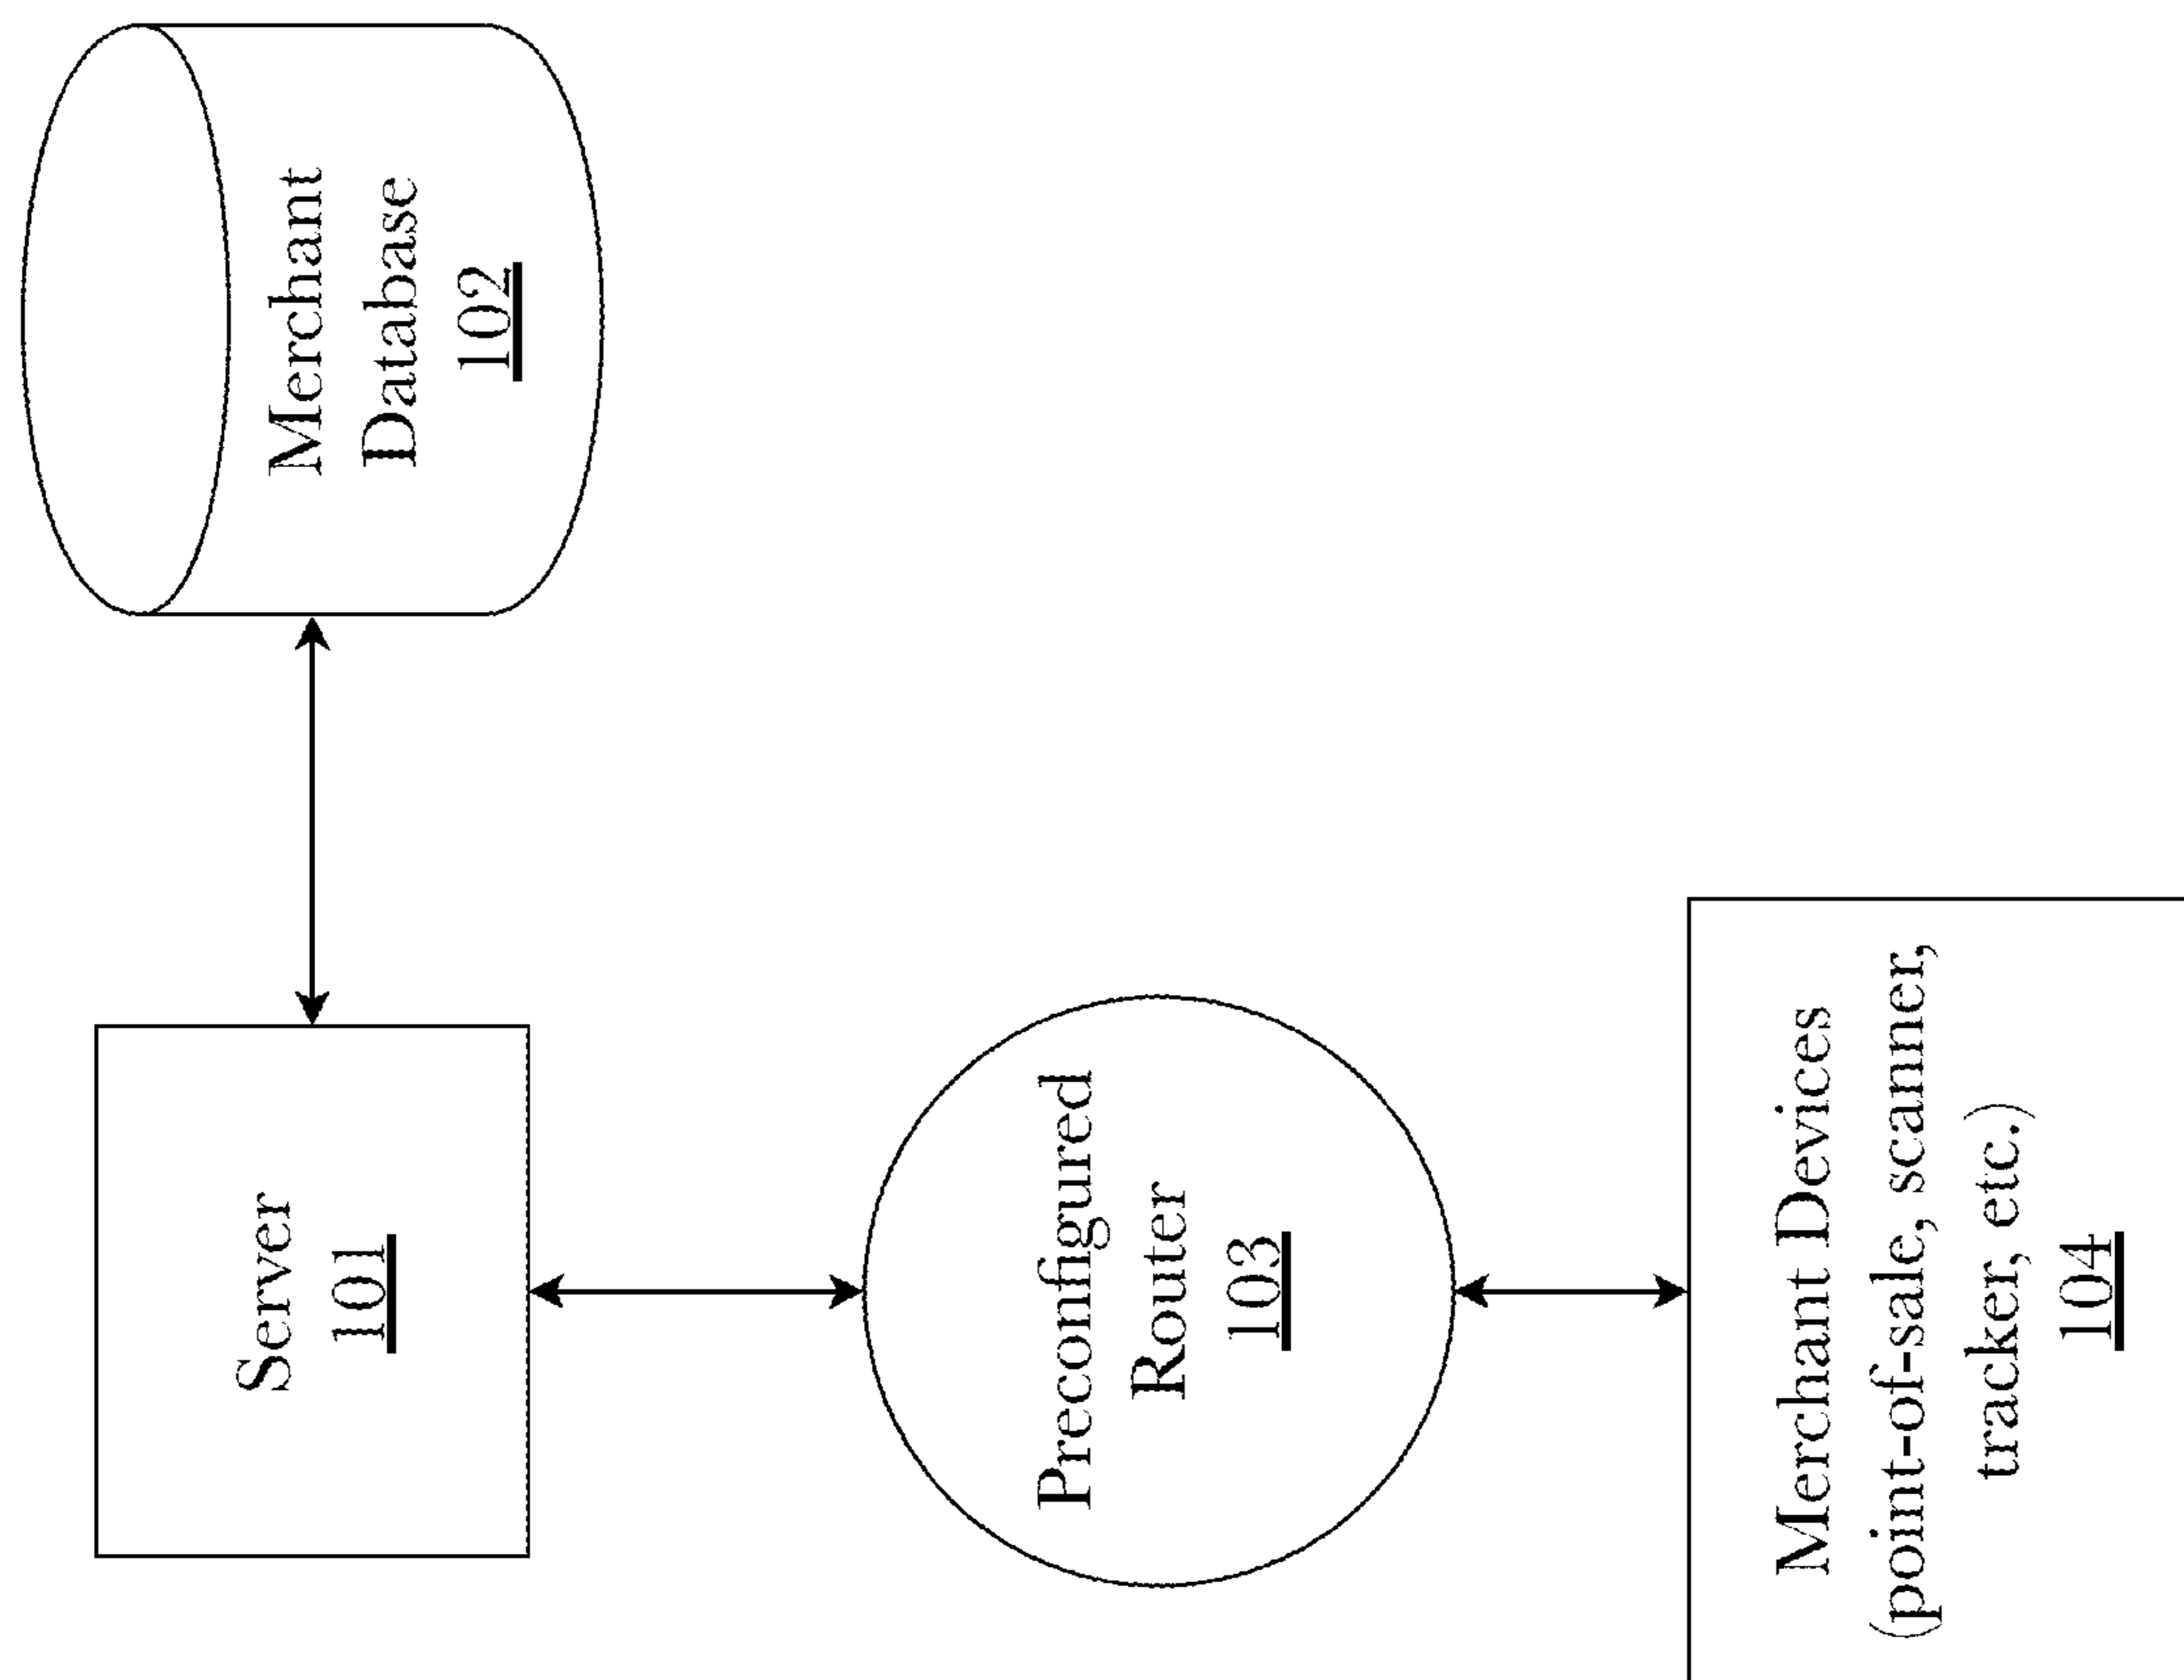 Server
101
Merchant
Database
102
Preconfigured
Router
103
Merchant Devices
(point-of-sale, scanner,
tracker, etc.)
104